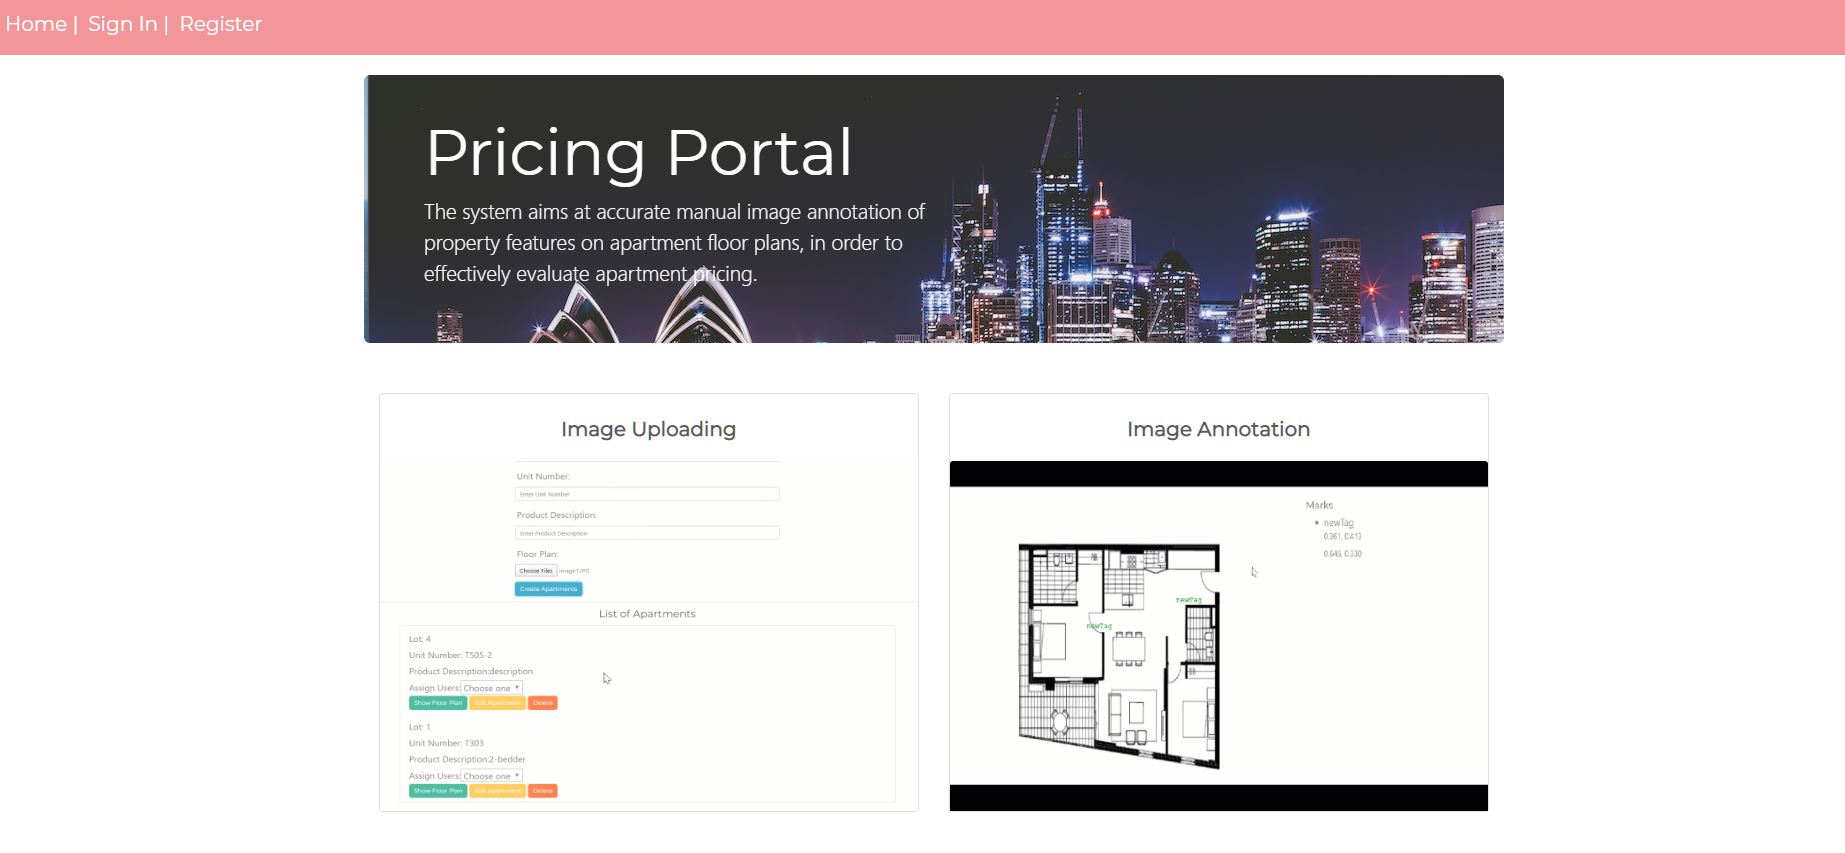 Home | Sign In | Register
Pricing Portal
The system aims at accurate manual image annotation of
property features on apartment floor plans, in order to
effectively evaluate apartment pricing.
Image Uploading
Unit Number:
Enter Unit Number
Product Description:
Enter Product Description
Floor Plan:
Choose Files image1.JPG
Create Apartments
List of Apartments
Lot: 4
Unit Number: T505-2
Product Description:description
Assign Users: Choose one
Show Floor Plan Edit Apartment Delete
Lot: 1
Unit Number: T303
Product Description:2-bedder
Assign Users: Choose one
Show Floor Plan Edit Apartment Delete
Image Annotation
Marks
newTag
0.361, 0.413
0.645, 0.330
newTag
newTag